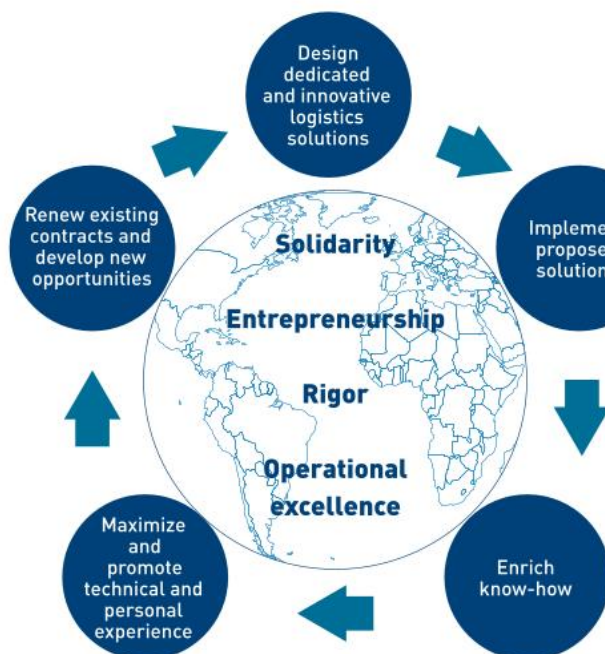 Design
dedicated
and innovative
logistics
solutions
Renew existing
contracts and
develop new
opportunities
Solidarity
Entrepreneurship
Rigor
Operational
excellence
Maximize
and
promote
technical and
personal
experience
Enrich
know-how